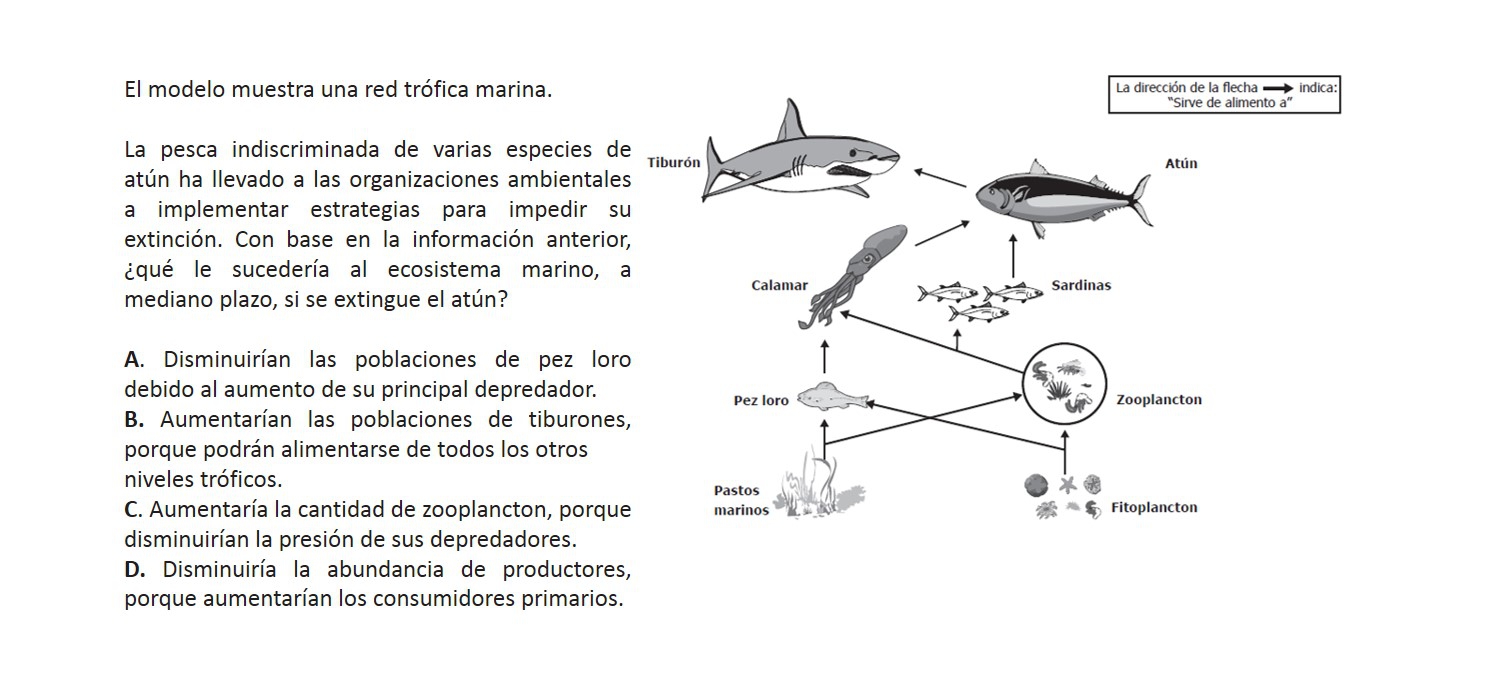 El modelo muestra una red trófica marina.
La pesca indiscriminada de varias especies de
atún ha llevado a las organizaciones ambientales
a implementar estrategias para impedir su
extinción. Con base en la información anterior,
¿qué le sucedería al ecosistema marino, a
mediano plazo, si se extingue el atún?
A. Disminuirían las poblaciones de pez loro
debido al aumento de su principal depredador.
B. Aumentarían las poblaciones de tiburones,
porque podrán alimentarse de todos los otros
niveles tróficos.
C. Aumentaría la cantidad de zooplancton, porque
disminuirían la presión de sus depredadores.
D. Disminuiría la abundancia de productores,
porque aumentarían los consumidores primarios.
La dirección de la flecha indica:
"Sirve de alimento a"
Tiburón
Atún
Calamar
Sardinas
Pez loro
Zooplancton
Pastos
marinos
Fitoplancton